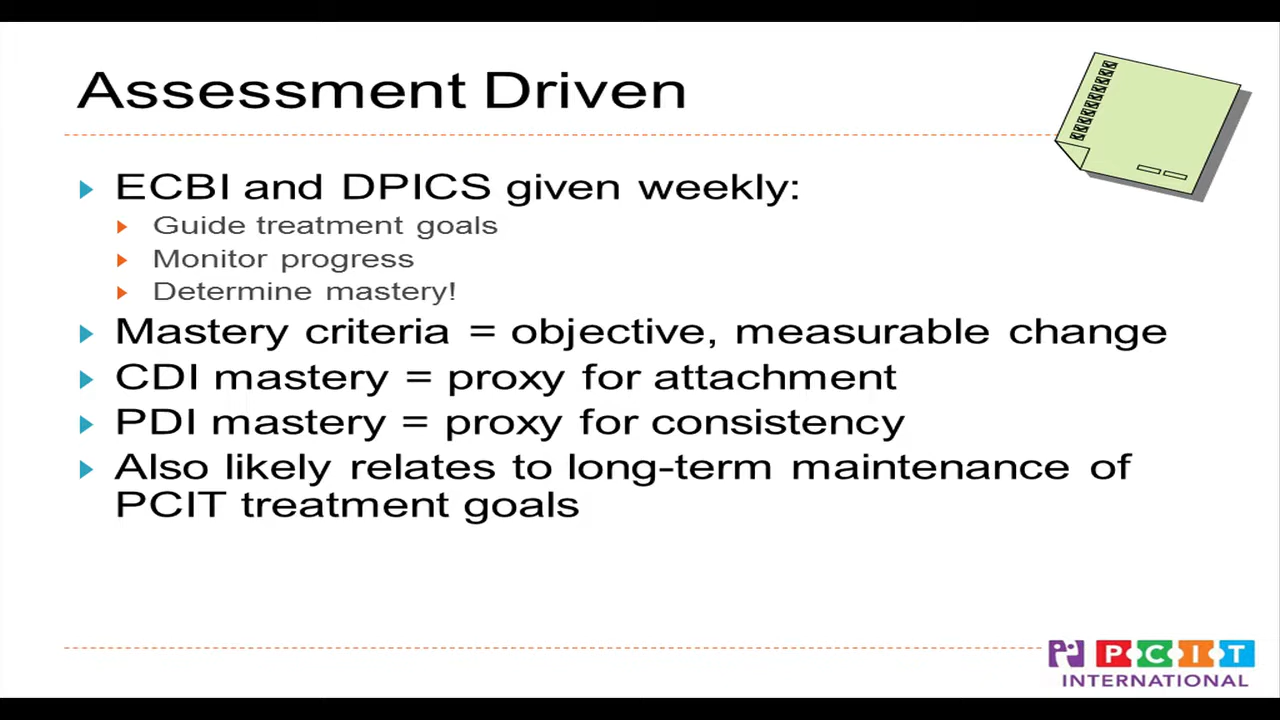 Assessment Driven
ECBI and DPICS given weekly:
Guide treatment goals
Monitor progress
Determine mastery!
Mastery criteria = objective, measurable change
CDI mastery = proxy for attachment
PDI mastery = proxy for consistency
Also likely relates to long-term maintenance of
PCIT treatment goals
PCIT
INTERNATIONAL